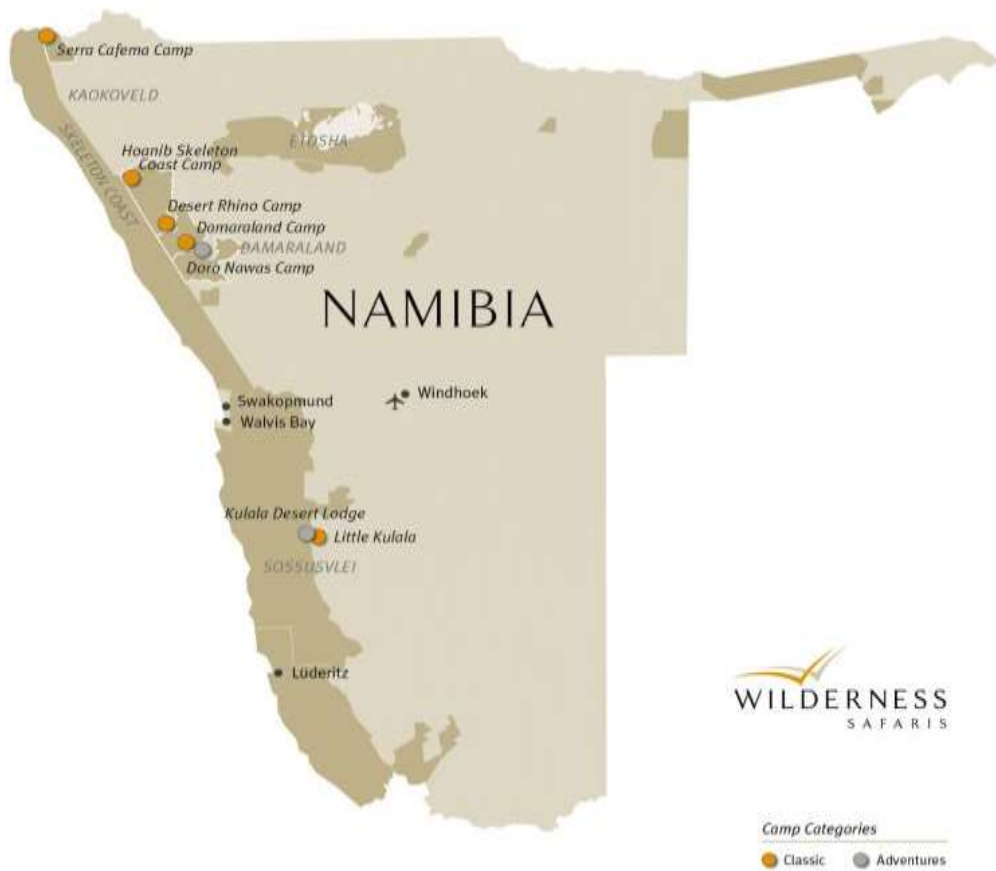 Serra Cafema Camp
KAOKOVELD
SKELETON COAST
ETOSHA
Hoanib Skeleton
Coast Camp
Desert Rhino Camp
Damaraland Camp
DAMARALAND
Doro Nawas Camp
NAMIBIA
Swakopmund
Walvis Bay
Windhoek
Kulala Desert Lodge
Little Kulala
SOSSUSVLEI
Lüderitz
WILDERNESS
SAFARIS
Camp Categories
Classic Adventures